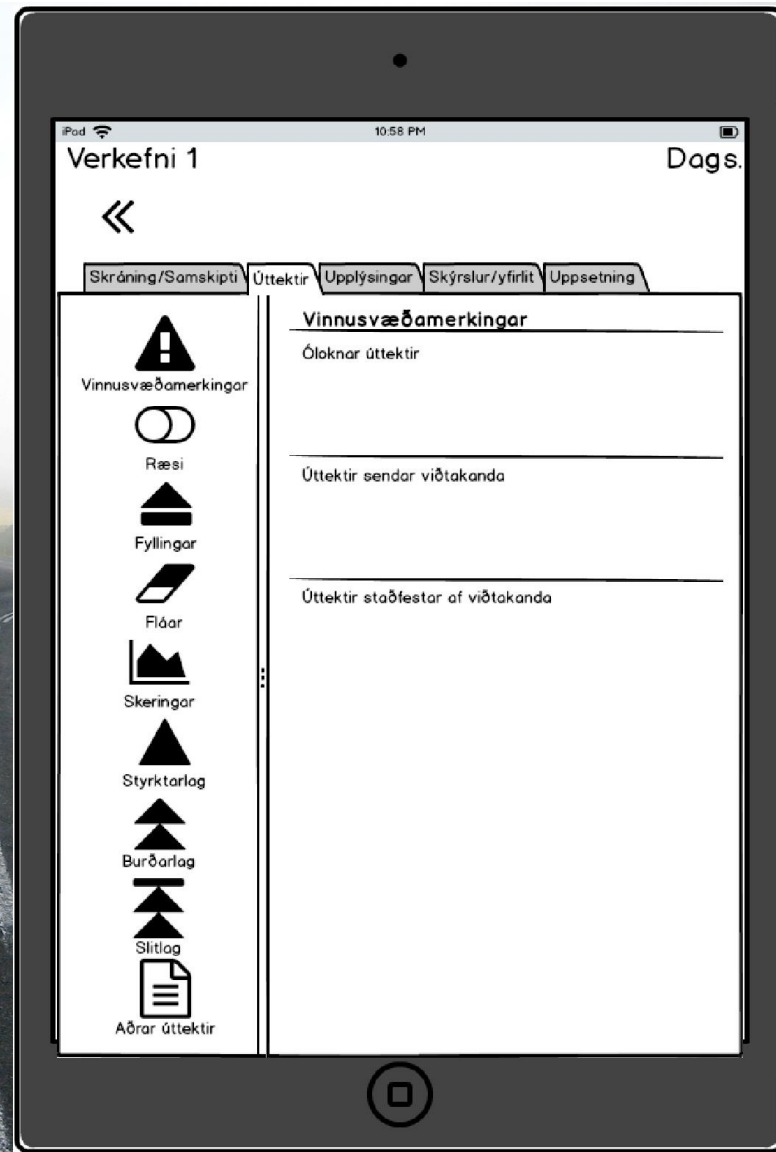 iPad
10:58 PM
Verkefni 1
Dags.
Skráning/Samskipti
Úttektir
Upplýsingar
Skýrslur/yfirlit
Uppsetning
Vinnusvæðamerkingar
Ræsi
Fyllingar
Fláar
Skeringar
Styrktarlag
Burðarlag
Slitlag
Aðrar úttektir
Vinnusvæðamerkingar
Óloknar úttektir
Úttektir sendar viðtakanda
Úttektir staðfestar af viðtakanda